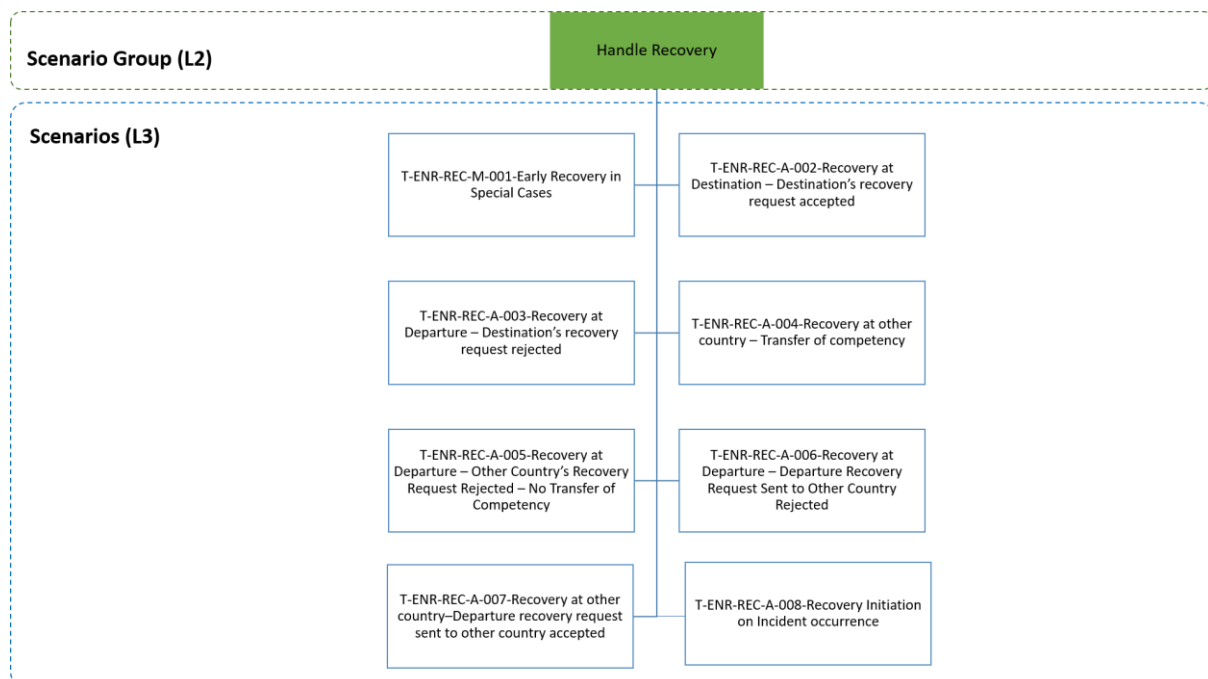 Scenario Group (L2)
Handle Recovery
Scenarios (L3)
T-ENR-REC-M-001-Early Recovery in
Special Cases
T-ENR-REC-A-002-Recovery at
Destination – Destination's recovery
request accepted
T-ENR-REC-A-003-Recovery at
Departure – Destination's recovery
request rejected
T-ENR-REC-A-004-Recovery at other
country – Transfer of competency
T-ENR-REC-A-005-Recovery at
Departure – Other Country's Recovery
Request Rejected – No Transfer of
Competency
T-ENR-REC-A-006-Recovery at
Departure – Departure Recovery
Request Sent to Other Country
Rejected
T-ENR-REC-A-007-Recovery at other
country–Departure recovery request
sent to other country accepted
T-ENR-REC-A-008-Recovery Initiation
on Incident occurrence